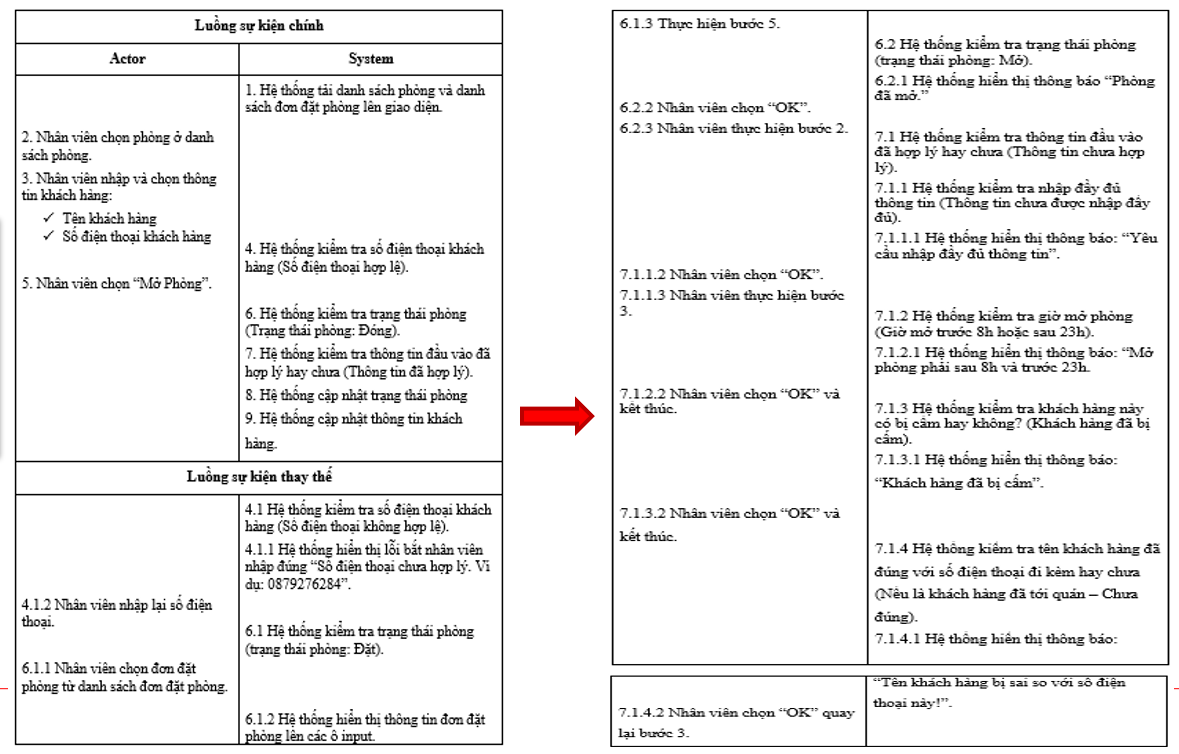 Luồng sự kiện chính
Actor
System
1. Hệ thống tải danh sách phòng và danh
sách đơn đặt phòng lên giao diện.
2. Nhân viên chọn phòng ở danh
sách phòng.
3. Nhân viên nhập và chọn thông
tin khách hàng:
✓ Tên khách hàng
✓ Số điện thoại khách hàng
4. Hệ thống kiểm tra số điện thoại khách
hàng (Số điện thoại hợp lệ).
5. Nhân viên chọn “Mở Phòng”.
6. Hệ thống kiểm tra trạng thái phòng
(Trạng thái phòng: Đóng).
7. Hệ thống kiểm tra thông tin đầu vào đã
hợp lý hay chưa (Thông tin đã hợp lý).
8. Hệ thống cập nhật trạng thái phòng
9. Hệ thống cập nhật thông tin khách
hàng.
Luồng sự kiện thay thế
4.1 Hệ thống kiểm tra số điện thoại khách
hàng (Số điện thoại không hợp lệ).
4.1.1 Hệ thống hiển thị lỗi bắt nhân viên
nhập đúng “Số điện thoại chưa hợp lý. Ví
dụ: 0879276284”.
4.1.2 Nhân viên nhập lại số điện
thoại.
6.1 Hệ thống kiểm tra trạng thái phòng
(trạng thái phòng: Đặt).
6.1.1 Nhân viên chọn đơn đặt
phòng từ danh sách đơn đặt phòng.
6.1.2 Hệ thống hiển thị thông tin đơn đặt
phòng lên các ô input.
6.1.3 Thực hiện bước 5.
6.2 Hệ thống kiểm tra trạng thái phòng
(trạng thái phòng: Mở).
6.2.1 Hệ thống hiển thị thông báo “Phòng
đã mở.”
6.2.2 Nhân viên chọn “OK”.
6.2.3 Nhân viên thực hiện bước 2.
7.1 Hệ thống kiểm tra thông tin đầu vào
đã hợp lý hay chưa (Thông tin chưa hợp
lý).
7.1.1 Hệ thống kiểm tra nhập đầy đủ
thông tin (Thông tin chưa được nhập đầy
đủ).
7.1.1.1 Hệ thống hiển thị thông báo: “Yêu
cầu nhập đầy đủ thông tin”.
7.1.1.2 Nhân viên chọn “OK”.
7.1.1.3 Nhân viên thực hiện bước
3.
7.1.2 Hệ thống kiểm tra giờ mở phòng
(Giờ mở trước 8h hoặc sau 23h).
7.1.2.1 Hệ thống hiển thị thông báo: “Mở
phòng phải sau 8h và trước 23h.
7.1.2.2 Nhân viên chọn “OK” và
kết thúc.
7.1.3 Hệ thống kiểm tra khách hàng này
có bị cấm hay không? (Khách hàng đã bị
cấm).
7.1.3.1 Hệ thống hiển thị thông báo:
“Khách hàng đã bị cấm”.
7.1.3.2 Nhân viên chọn “OK” và
kết thúc.
7.1.4 Hệ thống kiểm tra tên khách hàng đã
đúng với số điện thoại đi kèm hay chưa
(Nếu là khách hàng đã tới quán – Chưa
đúng).
7.1.4.1 Hệ thống hiển thị thông báo:
“Tên khách hàng bị sai so với số điện
thoại này!”.
7.1.4.2 Nhân viên chọn “OK” quay
lại bước 3.